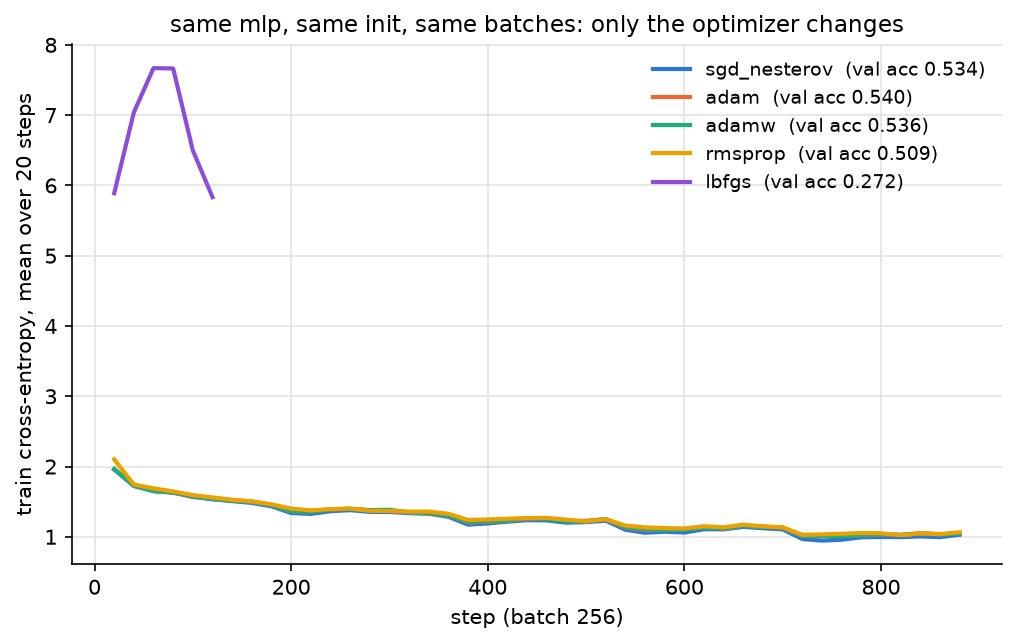 same mlp, same init, same batches: only the optimizer changes
train cross-entropy, mean over 20 steps
8
7
6
5
4
3
2
1
sgd_nesterov (val acc 0.534)
adam (val acc 0.540)
adamw (val acc 0.536)
rmsprop (val acc 0.509)
lbfgs (val acc 0.272)
0 200 400 600 800
step (batch 256)